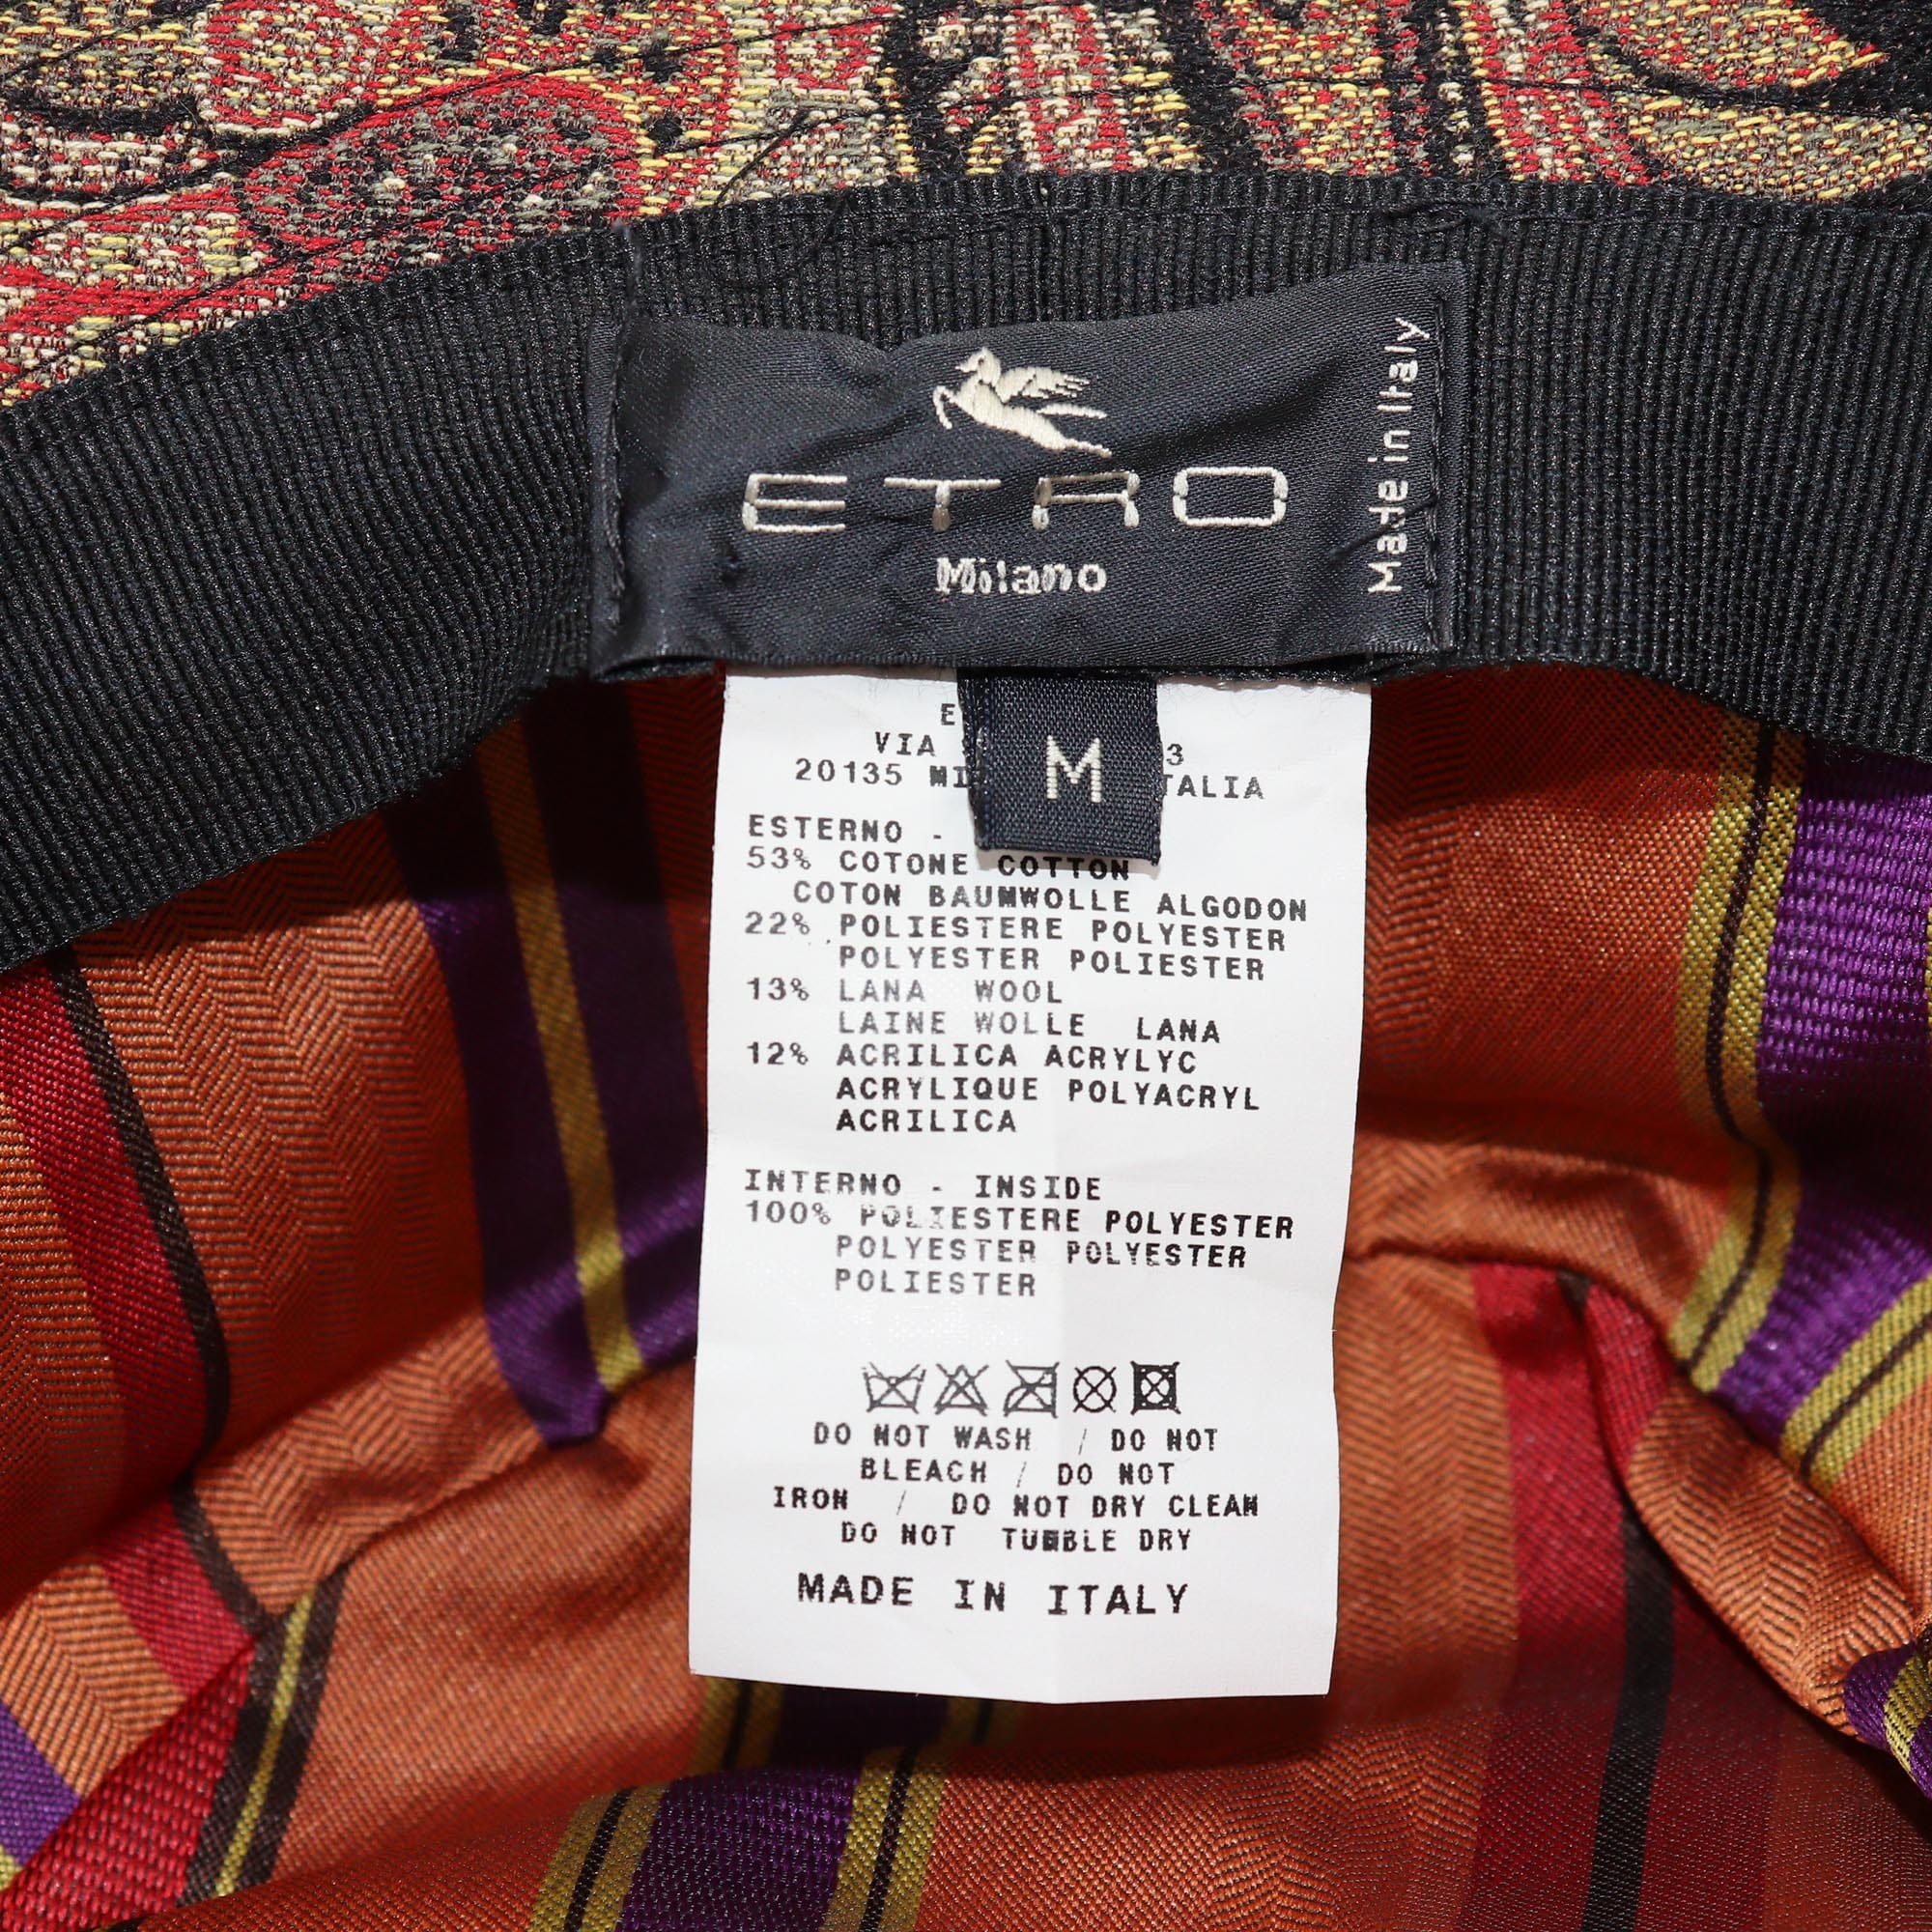 ETRO
Milano
Made in Italy
M
VIA 3
20135
ESTERNO -
53% COTONE COTTON
COTON BAUMWOLLE ALGODON
22% POLIESTERE POLYESTER
POLYESTER POLIESTER
13% LANA WOOL
LAINE WOLLE LANA
12% ACRILICA ACRYLYC
ACRYLIQUE POLYACRYL
ACRILICA
INTERNO - INSIDE
100% POLIESTERE POLYESTER
POLYESTER POLYESTER
POLIESTER
DO NOT WASH / DO NOT
BLEACH / DO NOT
IRON / DO NOT DRY CLEAN
DO NOT TUMBLE DRY
MADE IN ITALY